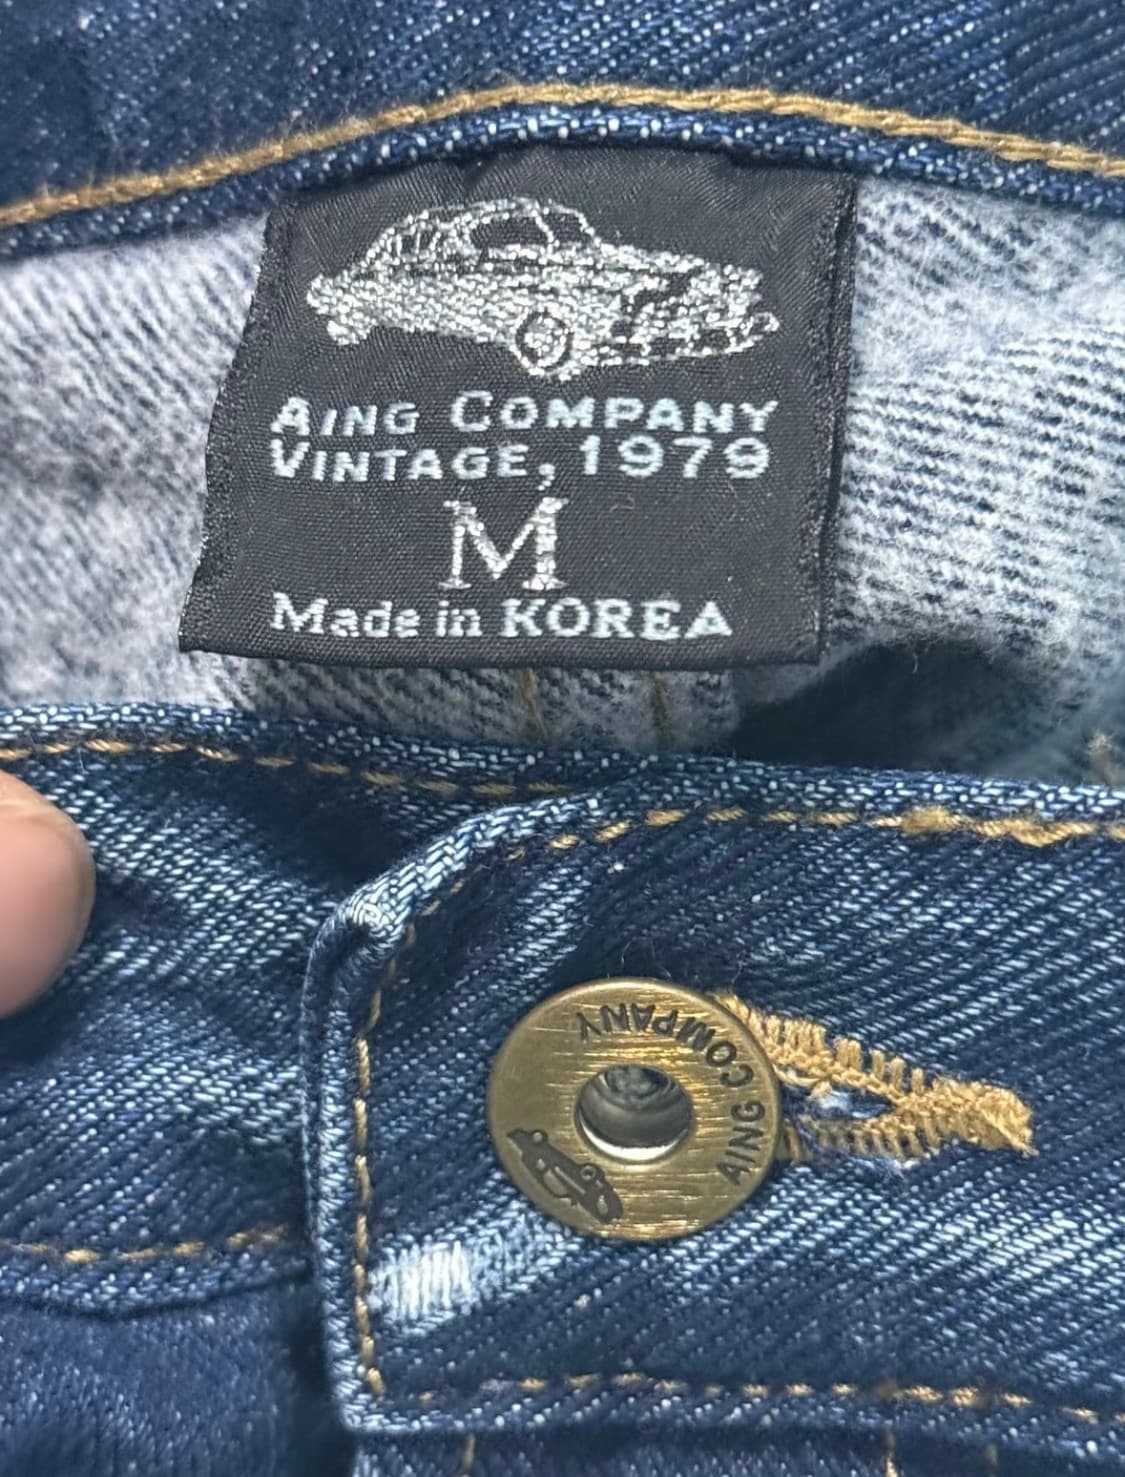 AING COMPANY
VINTAGE, 1979
M
Made in KOREA
AING COMPANY